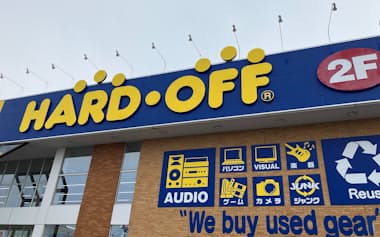 HARD·OFF®
2F
AUDIO
パソコン
VISUAL
楽器
ゲーム
カメラ
JUNK
ジャンク
Reus
"We buy used gear"